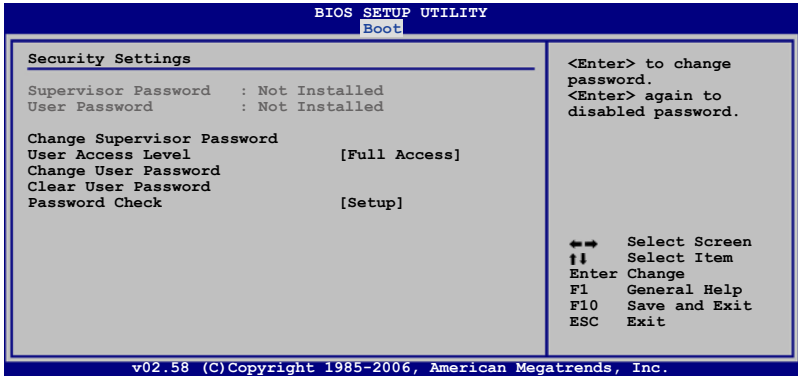 BIOS SETUP UTILITY
Boot
Security Settings
Supervisor Password : Not Installed
User Password : Not Installed
Change Supervisor Password
User Access Level [Full Access]
Change User Password
Clear User Password
Password Check [Setup]
<Enter> to change
password.
<Enter> again to
disabled password.
←→ Select Screen
↑↓ Select Item
Enter Change
F1 General Help
F10 Save and Exit
ESC Exit
v02.58 (C)Copyright 1985-2006, American Megatrends, Inc.